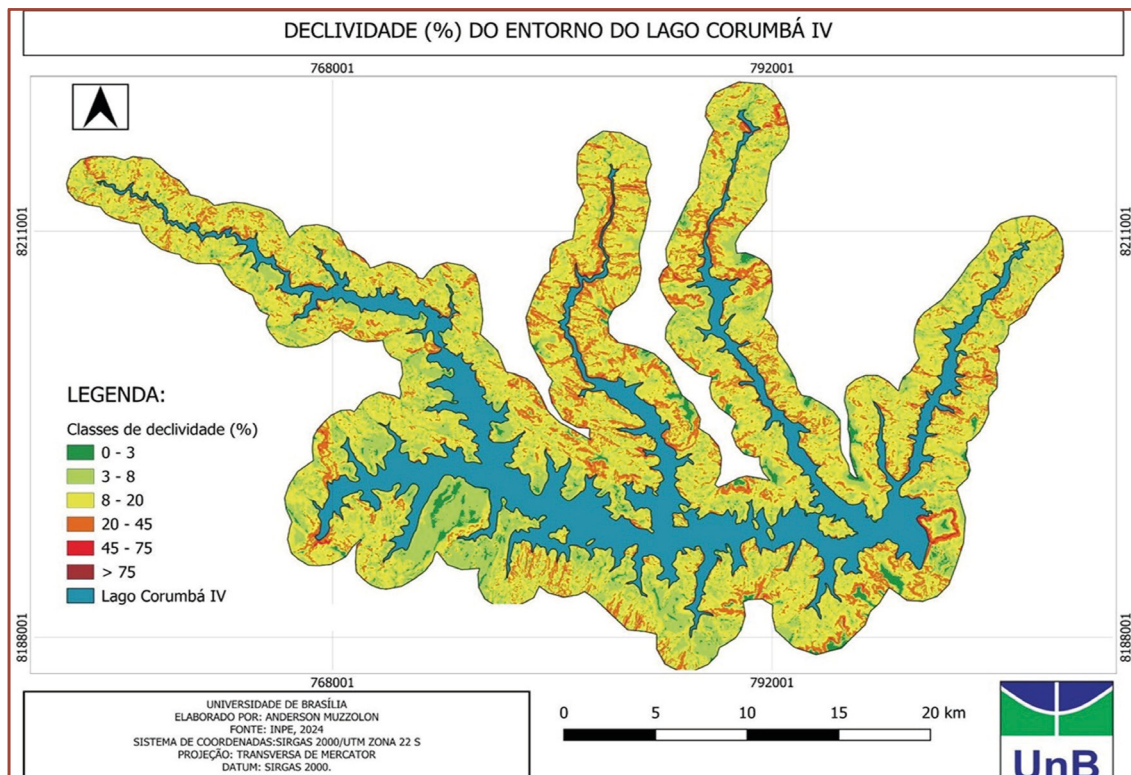 DECLIVIDADE (%) DO ENTORNO DO LAGO CORUMBÁ IV
768001
792001
8211001
8211001
LEGENDA:
Classes de declividade (%)
0 - 3
3 - 8
8 - 20
20 - 45
45 - 75
> 75
Lago Corumbá IV
8188001
8188001
768001
792001
UNIVERSIDADE DE BRASÍLIA
ELABORADO POR: ANDERSON MUZZOLON
FONTE: INPE, 2024
SISTEMA DE COORDENADAS:SIRGAS 2000/UTM ZONA 22 S
PROJEÇÃO: TRANSVERSA DE MERCATOR
DATUM: SIRGAS 2000.
0 5 10 15 20 km
UnB